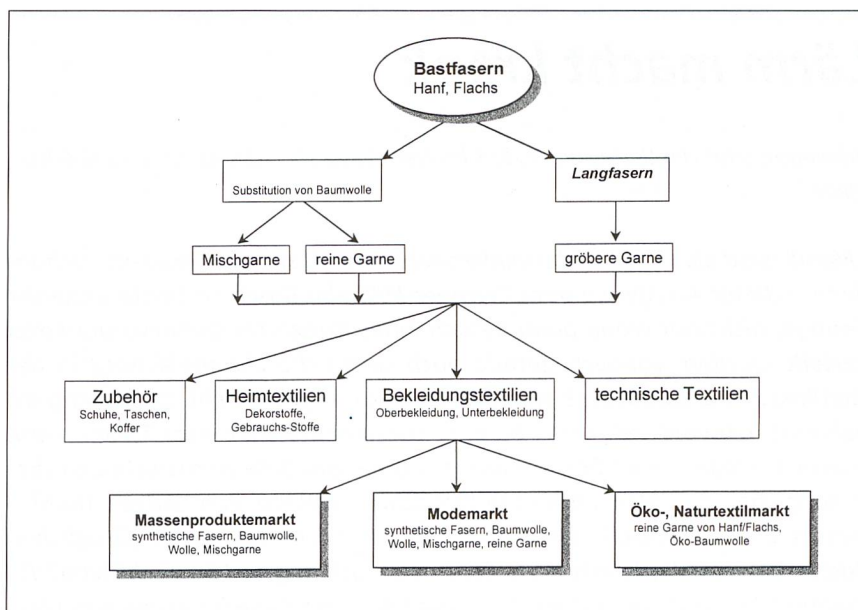 Bastfasern
Hanf, Flachs
Substitution von Baumwolle
Langfasern
Mischgarne
reine Garne
gröbere Garne
Zubehör
Schuhe, Taschen,
Koffer
Heimtextilien
Dekorstoffe,
Gebrauchs-Stoffe
Bekleidungstextilien
Oberbekleidung, Unterbekleidung
technische Textilien
Massenproduktemarkt
synthetische Fasern, Baumwolle,
Wolle, Mischgarne
Modemarkt
synthetische Fasern, Baumwolle,
Wolle, Mischgarne, reine Garne
Öko-, Naturtextilmarkt
reine Garne von Hanf/Flachs,
Öko-Baumwolle